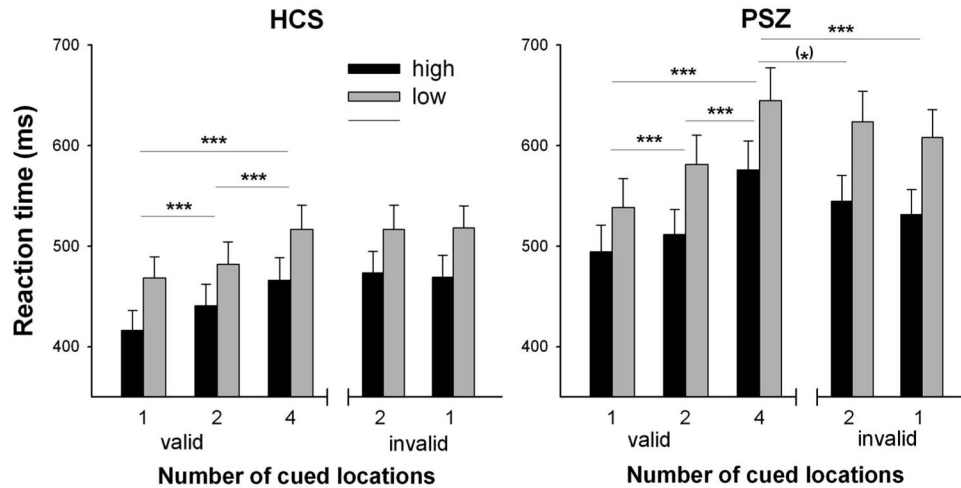 HCS
PSZ
Reaction time (ms)
700
600
500
400
high
low
***
***
***
1
2
4
2
1
valid
invalid
Number of cued locations
700
600
500
400
***
(*)
***
***
***
1
2
4
2
1
valid
invalid
Number of cued locations